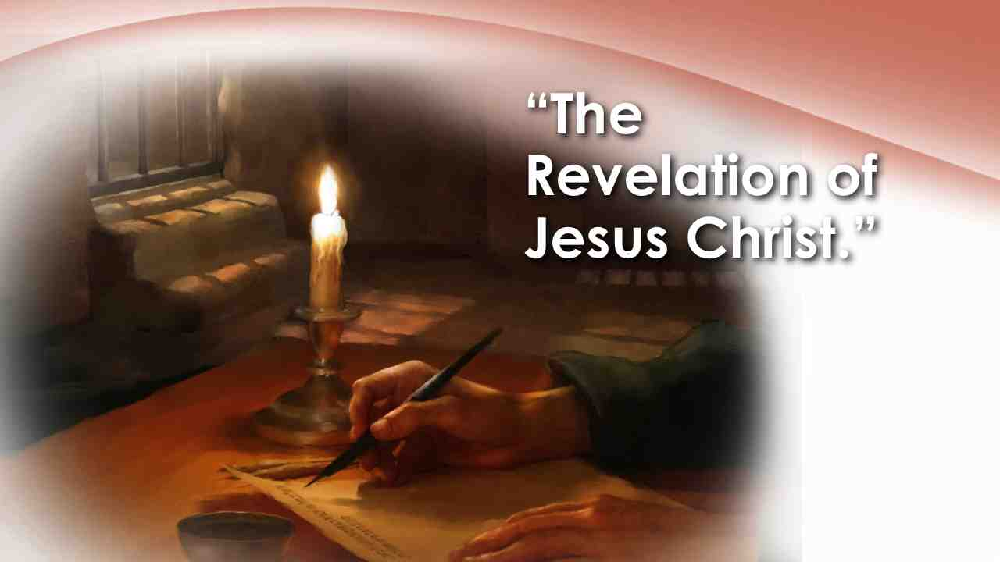 “The
Revelation of
Jesus Christ.”